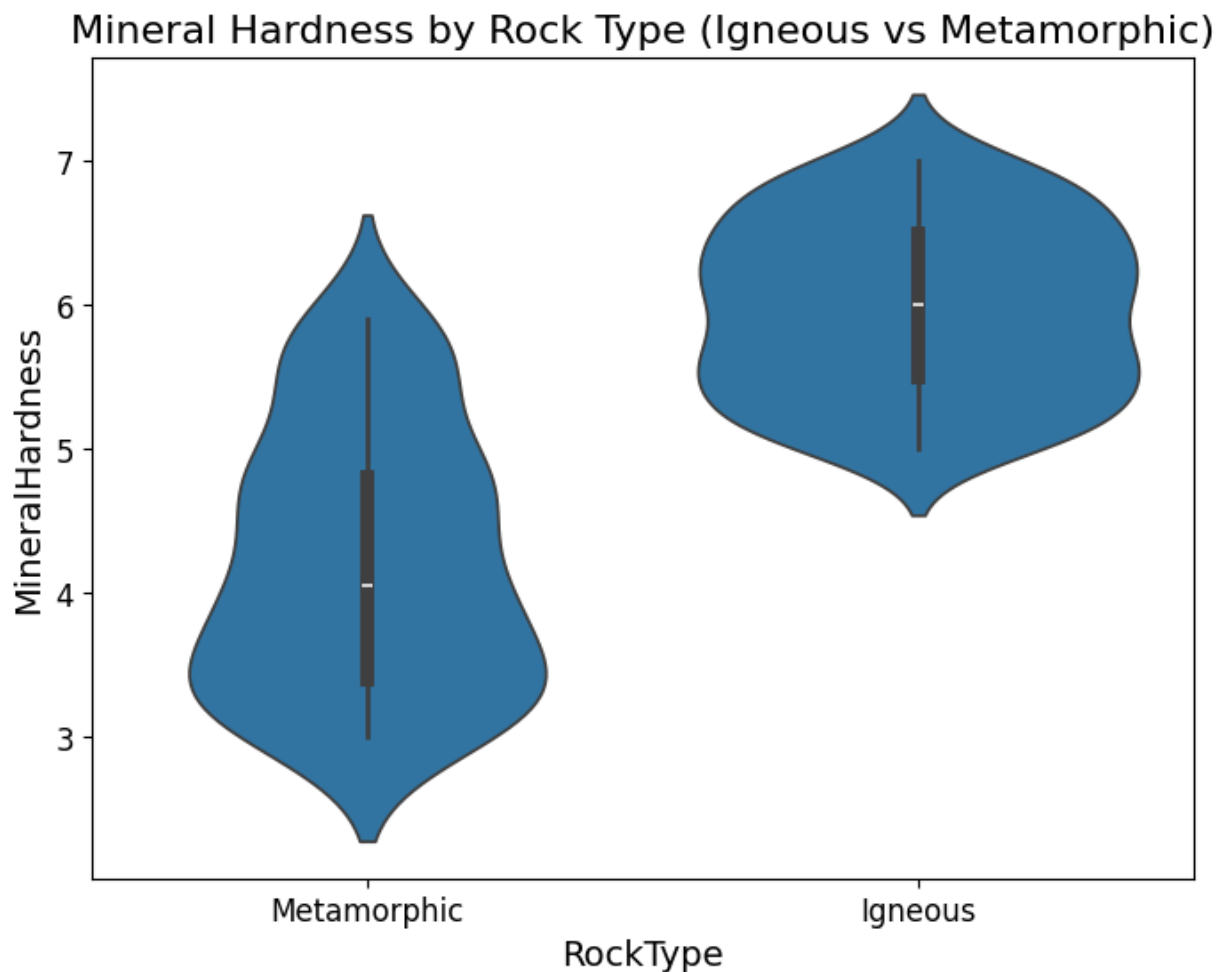 Mineral Hardness by Rock Type (Igneous vs Metamorphic)
MineralHardness
7
6
5
4
3
Metamorphic Igneous
RockType